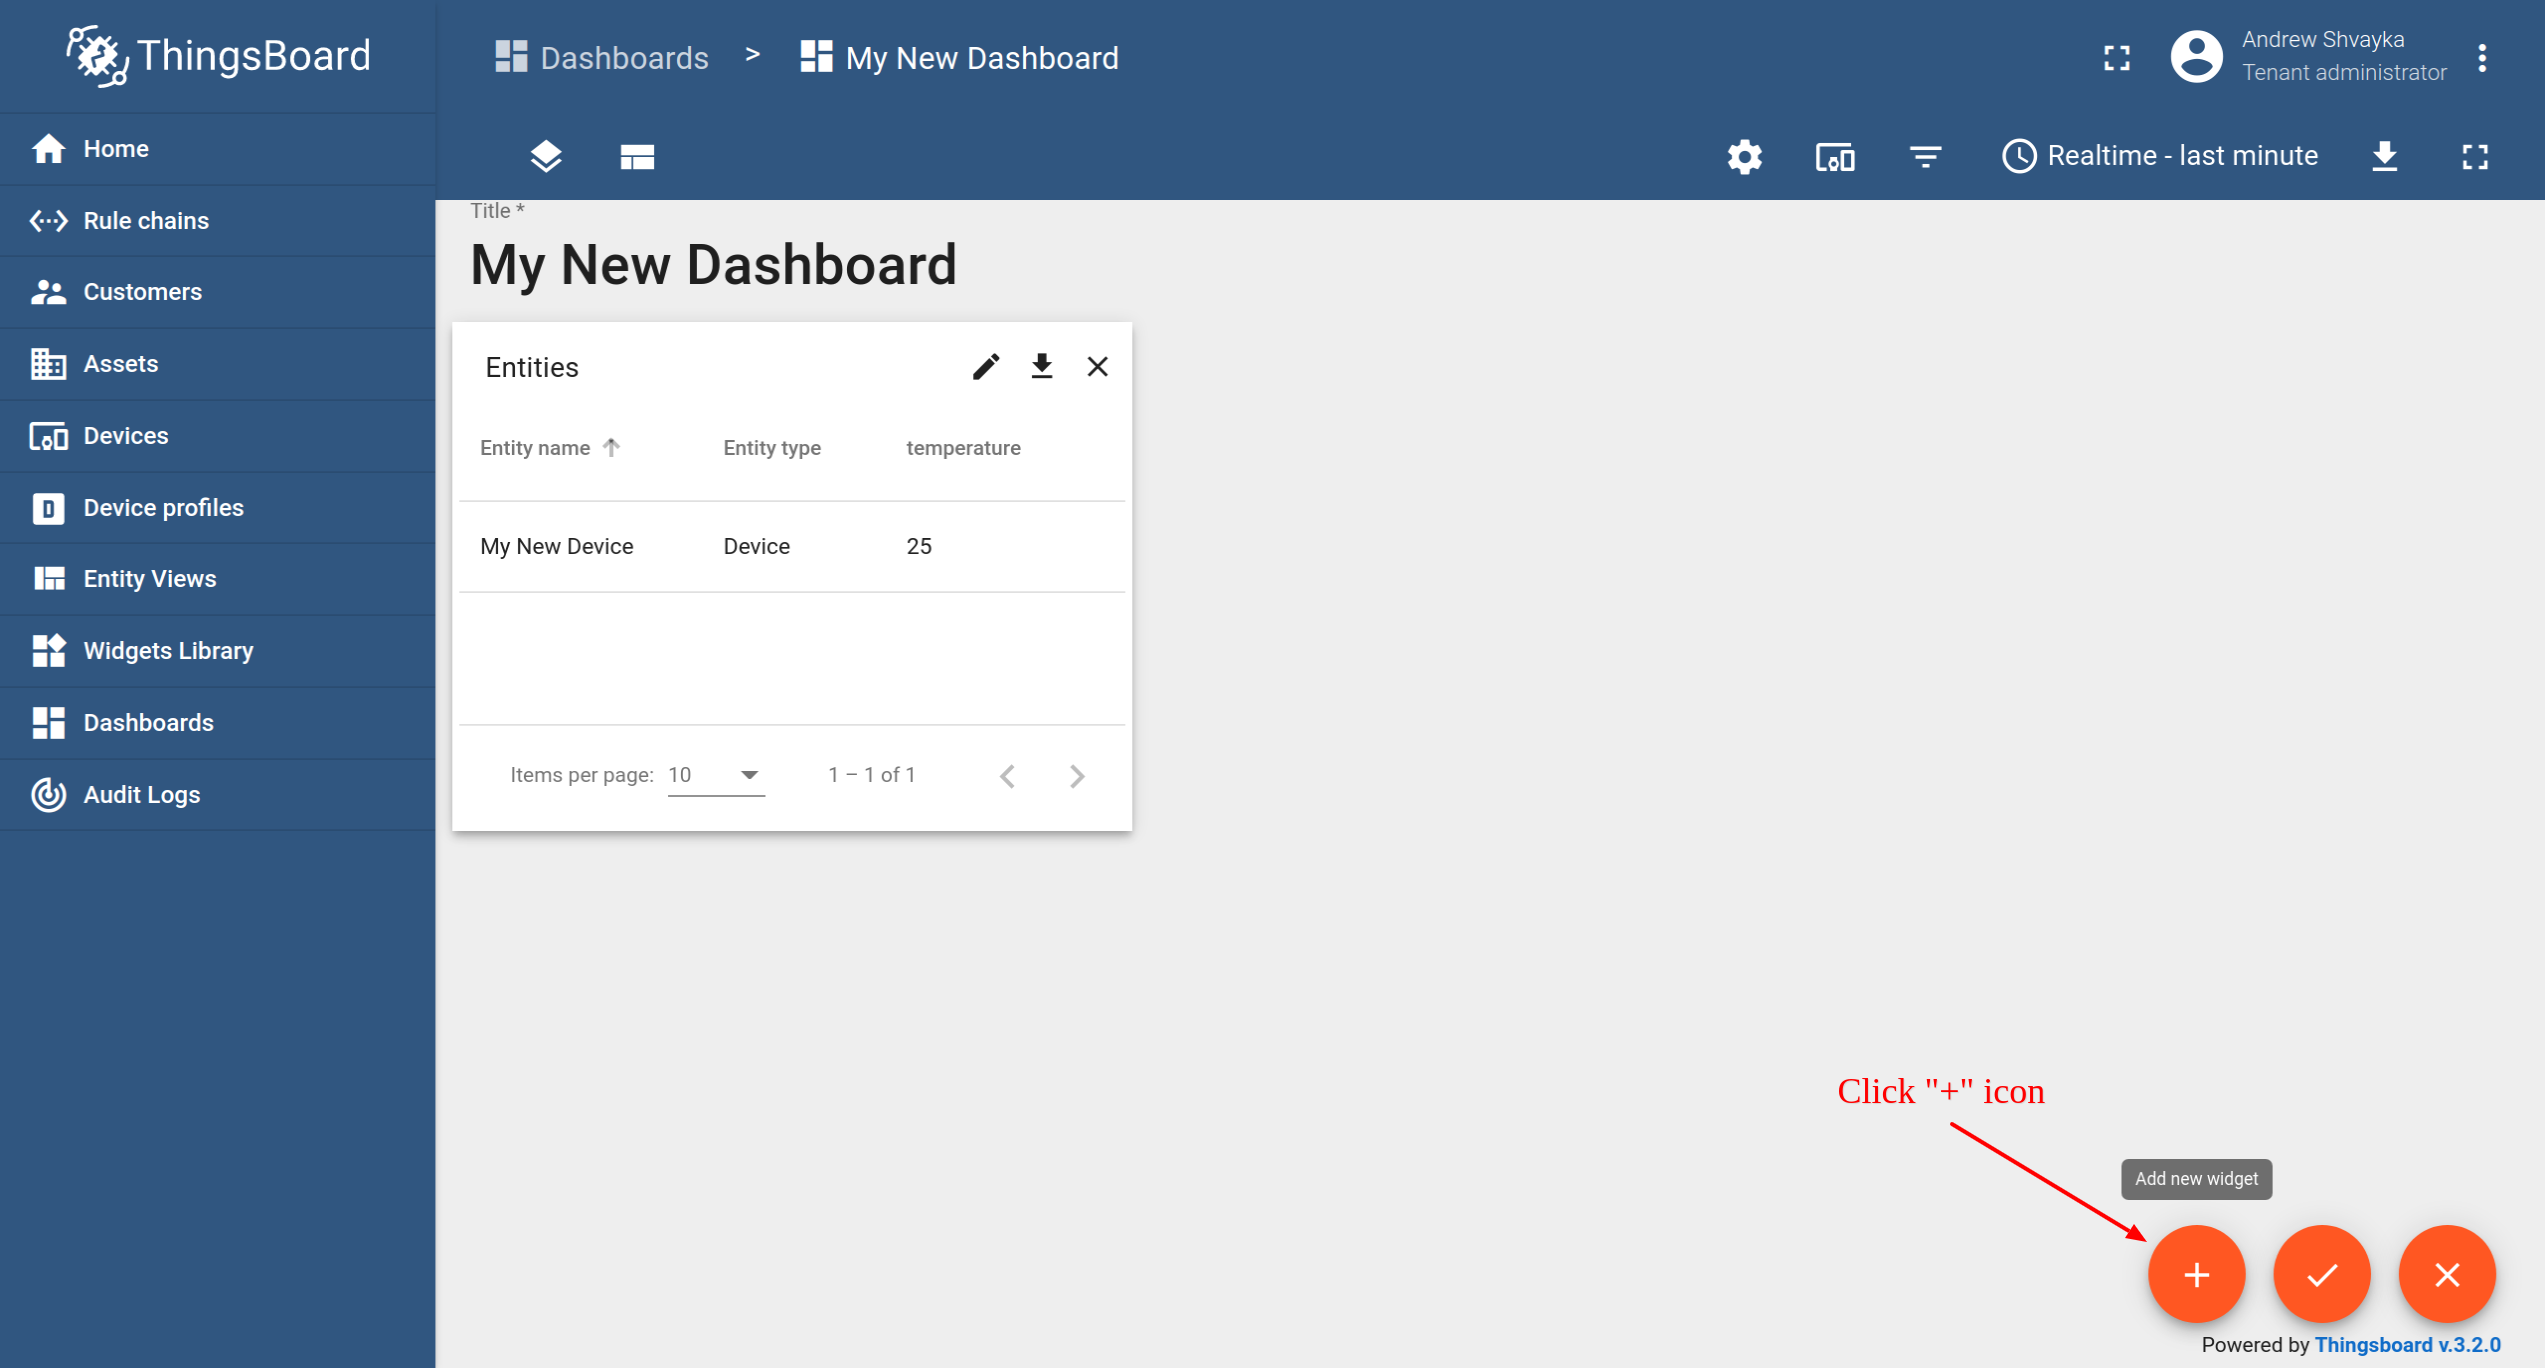 ThingsBoard
Dashboards > My New Dashboard
Andrew Shvayka
Tenant administrator
Realtime - last minute
Home
Rule chains
Customers
Assets
Devices
D Device profiles
Entity Views
Widgets Library
Dashboards
Audit Logs
Title *
My New Dashboard
Entities
Entity name Entity type temperature
My New Device Device 25
Items per page: 10 1 – 1 of 1
Click "+" icon
Add new widget
Powered by Thingsboard v.3.2.0